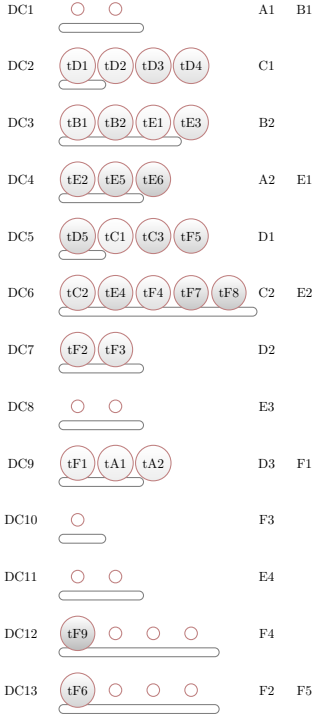 DC1 A1 B1
DC2 tD1 tD2 tD3 tD4 C1
DC3 tB1 tB2 tE1 tE3 B2
DC4 tE2 tE5 tE6 A2 E1
DC5 tD5 tC1 tC3 tF5 D1
DC6 tC2 tE4 tF4 tF7 tF8 C2 E2
DC7 tF2 tF3 D2
DC8 E3
DC9 tF1 tA1 tA2 D3 F1
DC10 F3
DC11 E4
DC12 tF9 F4
DC13 tF6 F2 F5